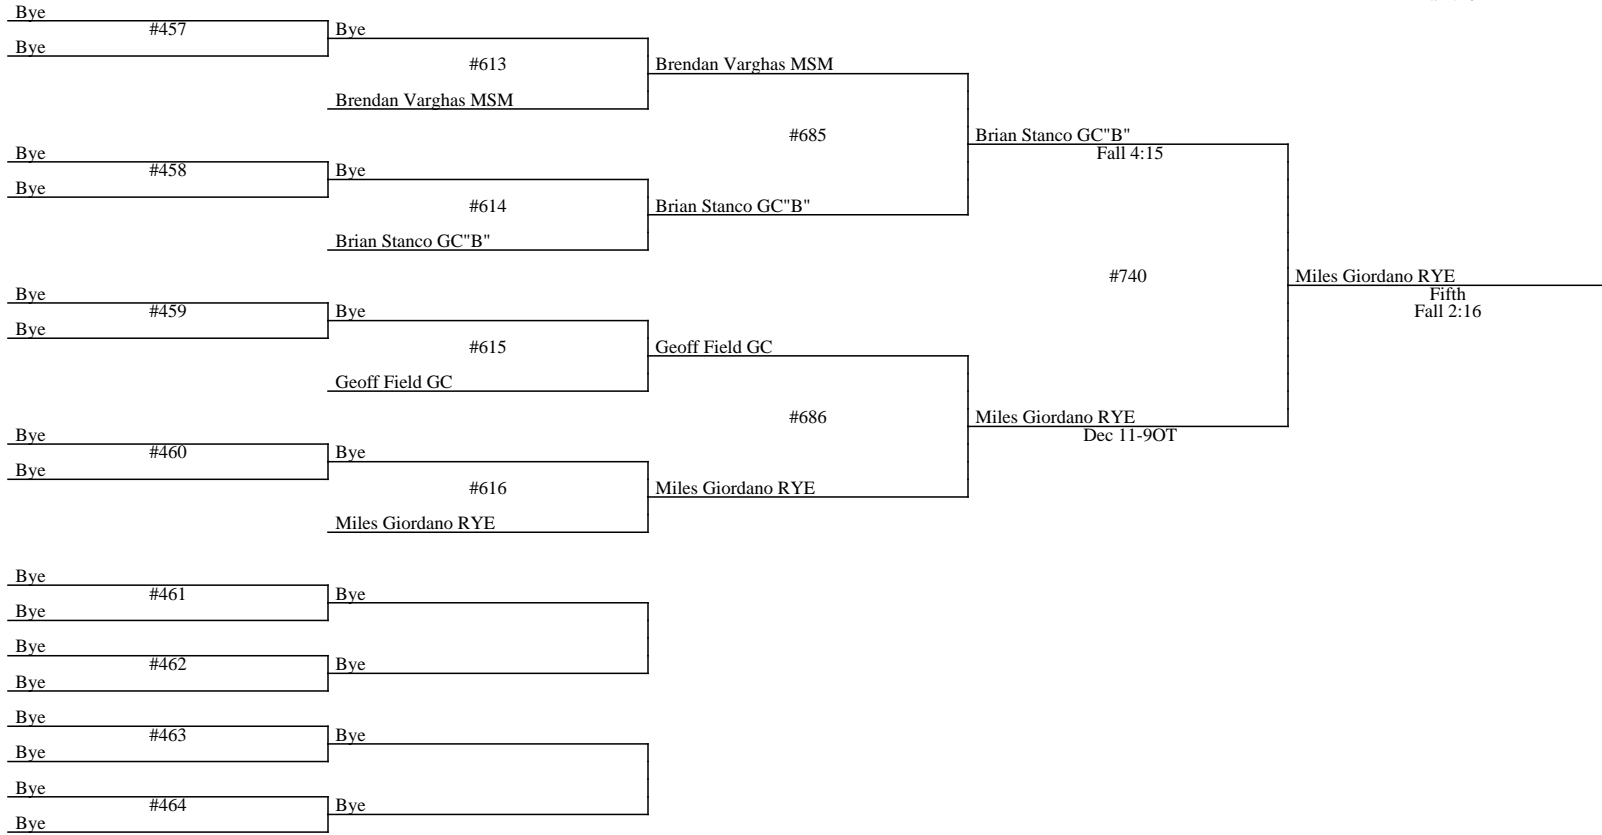 Bye
#457
Bye
Bye
#613
Brendan Varghas MSM
Brendan Varghas MSM
#685
Brian Stanco GC"B"
Fall 4:15
Bye
#458
Bye
Bye
#614
Brian Stanco GC"B"
Brian Stanco GC"B"
#740
Miles Giordano RYE
Fifth
Fall 2:16
Bye
#459
Bye
Bye
#615
Geoff Field GC
Geoff Field GC
#686
Miles Giordano RYE
Dec 11-9OT
Bye
#460
Bye
Bye
#616
Miles Giordano RYE
Miles Giordano RYE
Bye
#461
Bye
Bye
Bye
#462
Bye
Bye
Bye
#463
Bye
Bye
Bye
#464
Bye
Bye